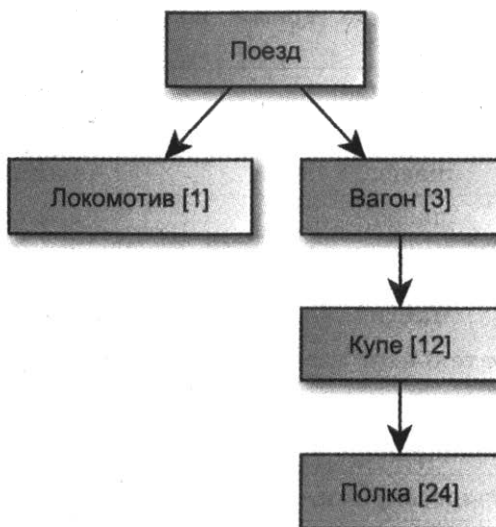 Поезд
Локомотив [1]
Вагон [3]
Купе [12]
Полка [24]